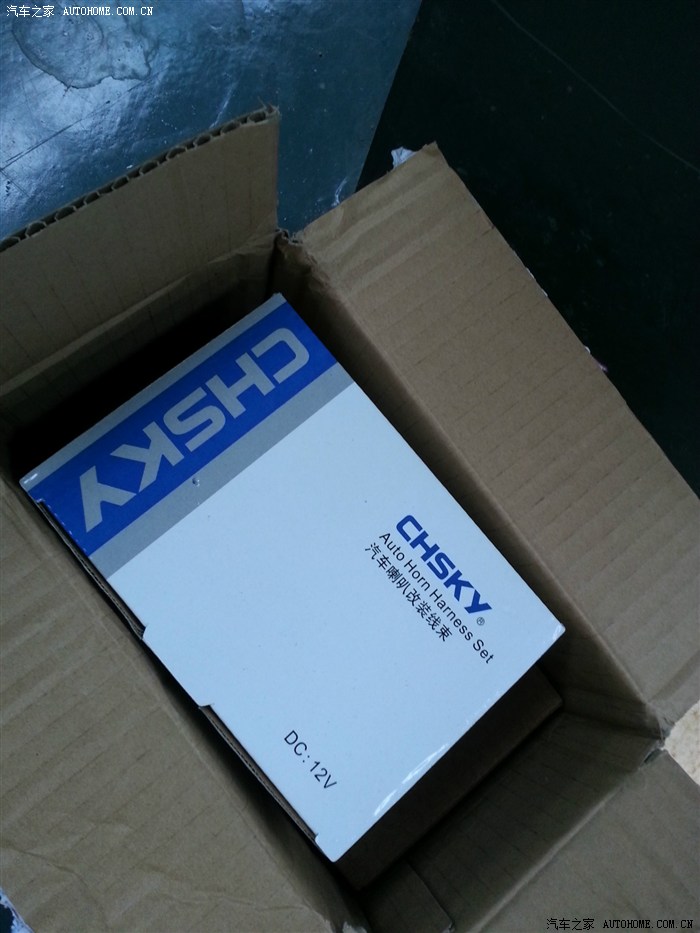 汽车之家 AUTOHOME.COM.CN
CHSKY
CHSKY®
Auto Horn Harness Set
汽车喇叭改装线束
DC:12V
汽车之家 AUTOHOME.COM.CN